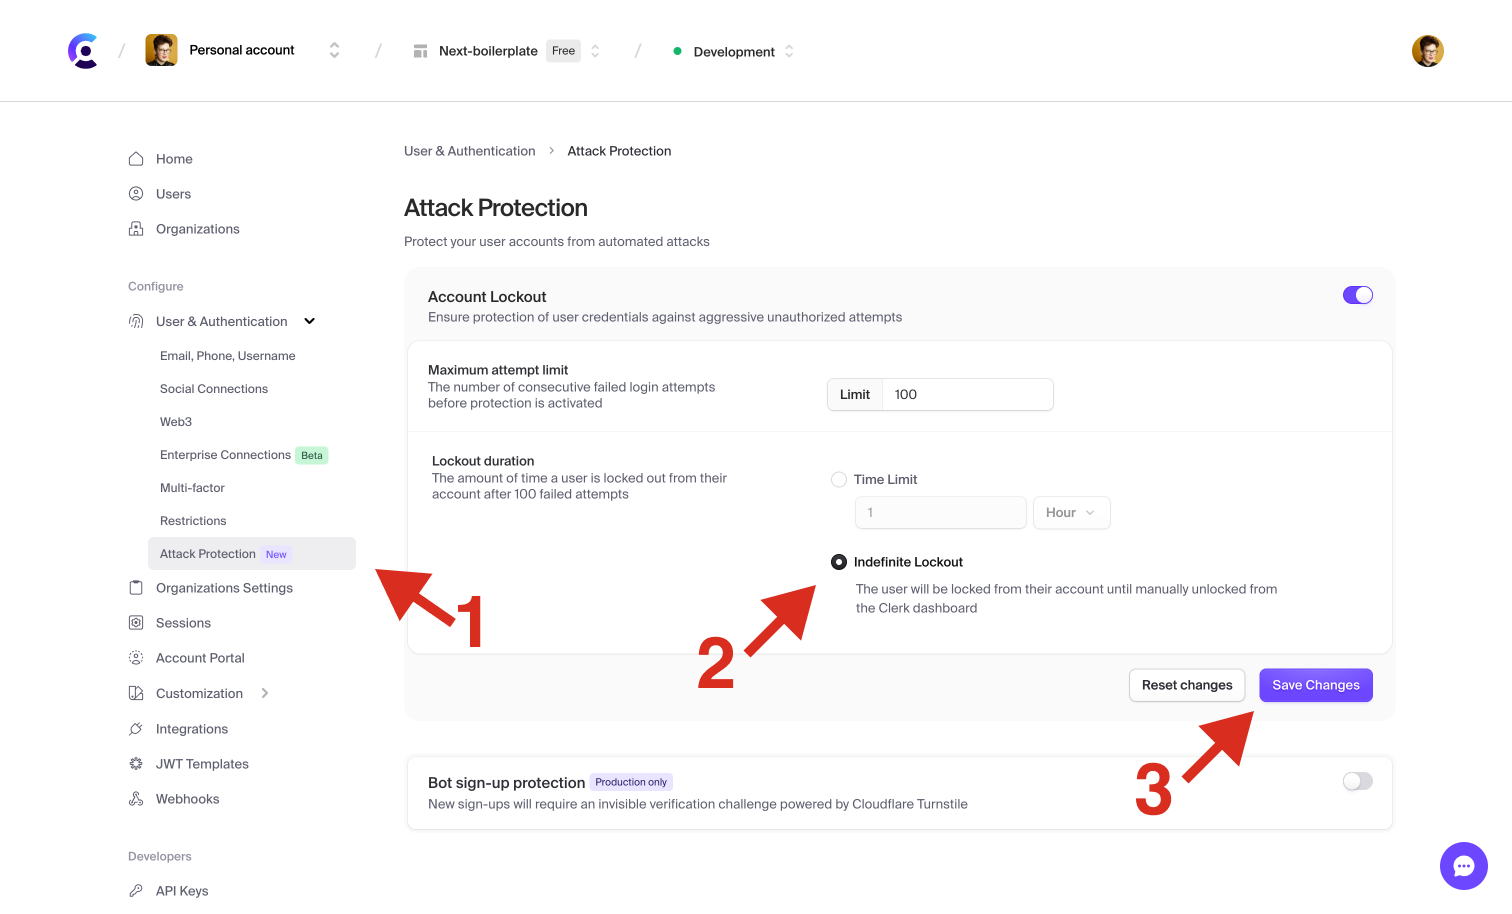 Personal account
Next-boilerplate Free
Development
Home
Users
Organizations
Configure
User & Authentication
Email, Phone, Username
Social Connections
Web3
Enterprise Connections Beta
Multi-factor
Restrictions
Attack Protection New
Organizations Settings
Sessions
Account Portal
Customization
Integrations
JWT Templates
Webhooks
Developers
API Keys
User & Authentication > Attack Protection
Attack Protection
Protect your user accounts from automated attacks
Account Lockout
Ensure protection of user credentials against aggressive unauthorized attempts
Maximum attempt limit
The number of consecutive failed login attempts
before protection is activated
Limit 100
Lockout duration
The amount of time a user is locked out from their
account after 100 failed attempts
Time Limit
1 Hour
Indefinite Lockout
The user will be locked from their account until manually unlocked from
the Clerk dashboard
1
2
Reset changes Save Changes
3
Bot sign-up protection Production only
New sign-ups will require an invisible verification challenge powered by Cloudflare Turnstile